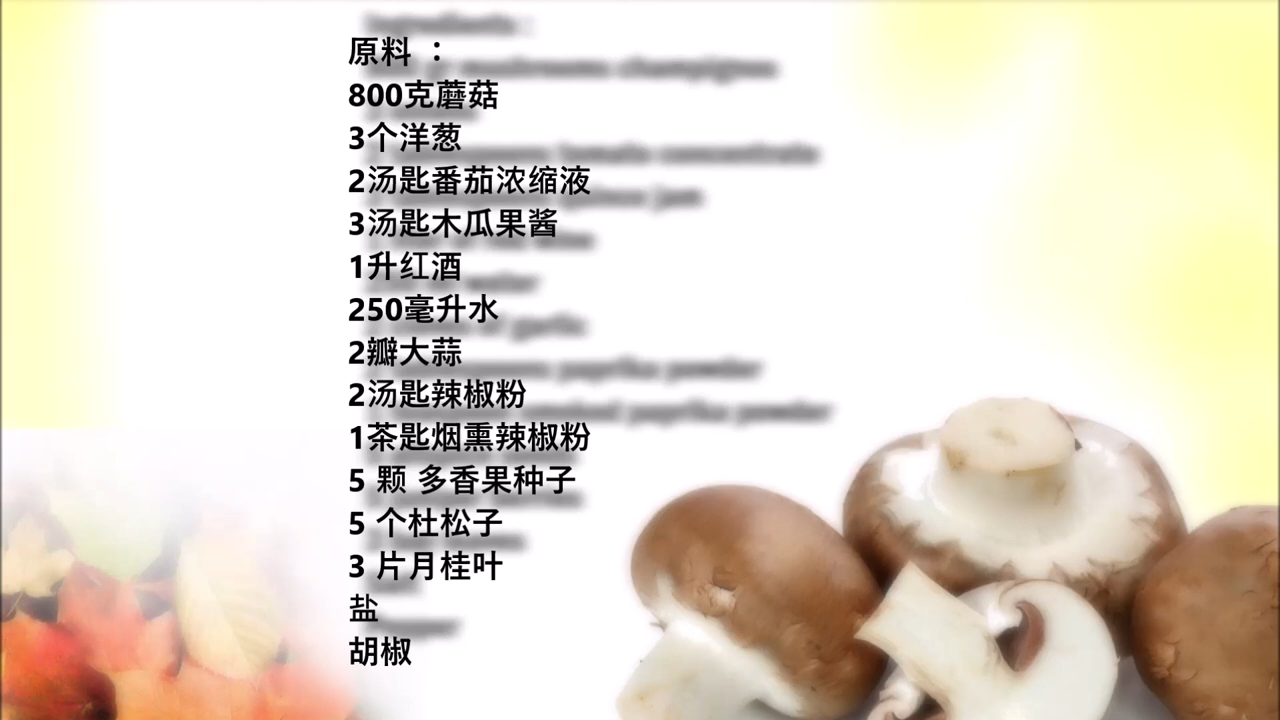 原料 ：
800克蘑菇
3个洋葱
2汤匙番茄浓缩液
3汤匙木瓜果酱
1升红酒
250毫升水
2瓣大蒜
2汤匙辣椒粉
1茶匙烟熏辣椒粉
5 颗 多香果种子
5 个杜松子
3 片月桂叶
盐
胡椒